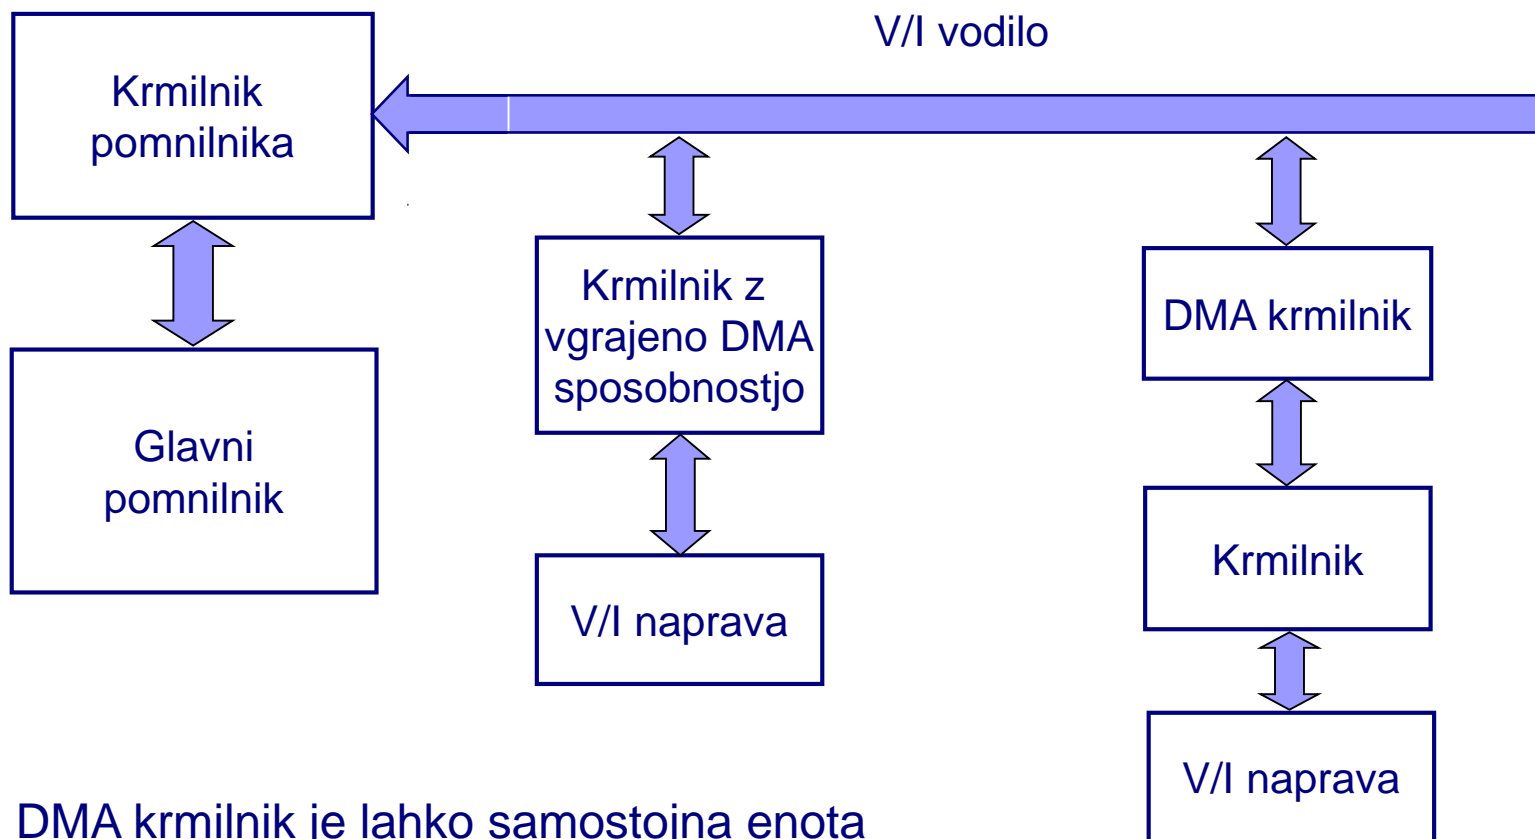 V/I vodilo
Krmilnik
pomnilnika
Krmilnik z
vgrajeno DMA
sposobnostjo
DMA krmilnik
Glavni
pomnilnik
Krmilnik
V/I naprava
V/I naprava
DMA krmilnik je lahko samostojna enota